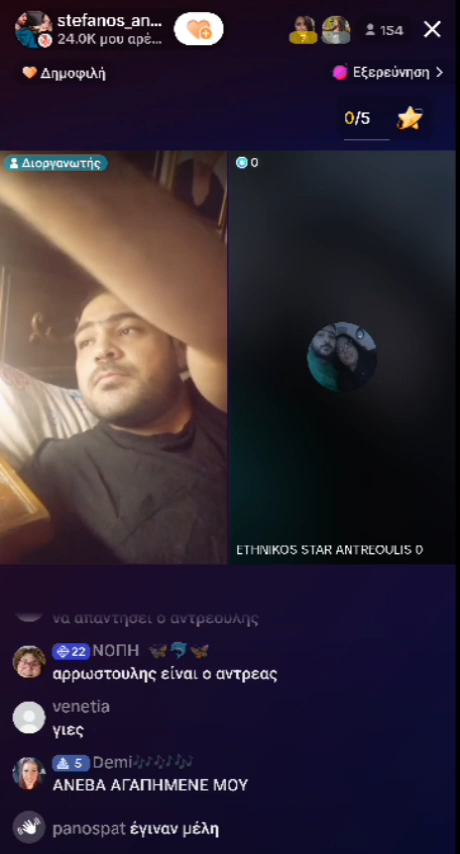 stefanos_an...
24.0K μου αρέ...
154
Δημοφιλή
Εξερεύνηση >
0/5
Διοργανωτής
0
ETHNIKOS STAR ANTREOULIS 0
να απαντήσει ο αντρεουλης
22 ΝΟΠΗ
αρρωστουλης είναι ο αντρεας
venetia
γιες
5 Demi
ΑΝΕΒΑ ΑΓΑΠΗΜΕΝΕ ΜΟΥ
panospat έγιναν μέλη